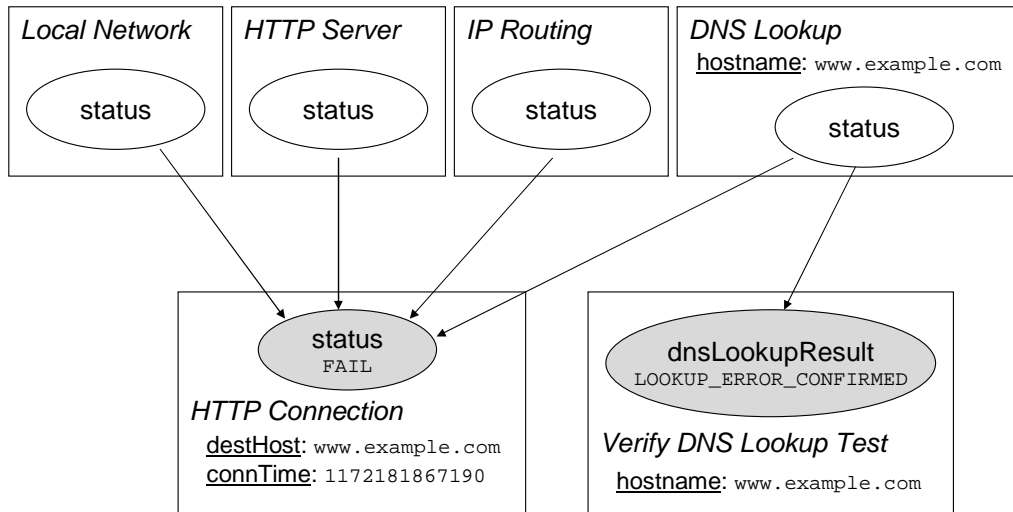 Local Network
HTTP Server
IP Routing
DNS Lookup
hostname: www.example.com
status
status
status
status
status
FAIL
HTTP Connection
destHost: www.example.com
connTime: 1172181867190
dnsLookupResult
LOOKUP_ERROR_CONFIRMED
Verify DNS Lookup Test
hostname: www.example.com